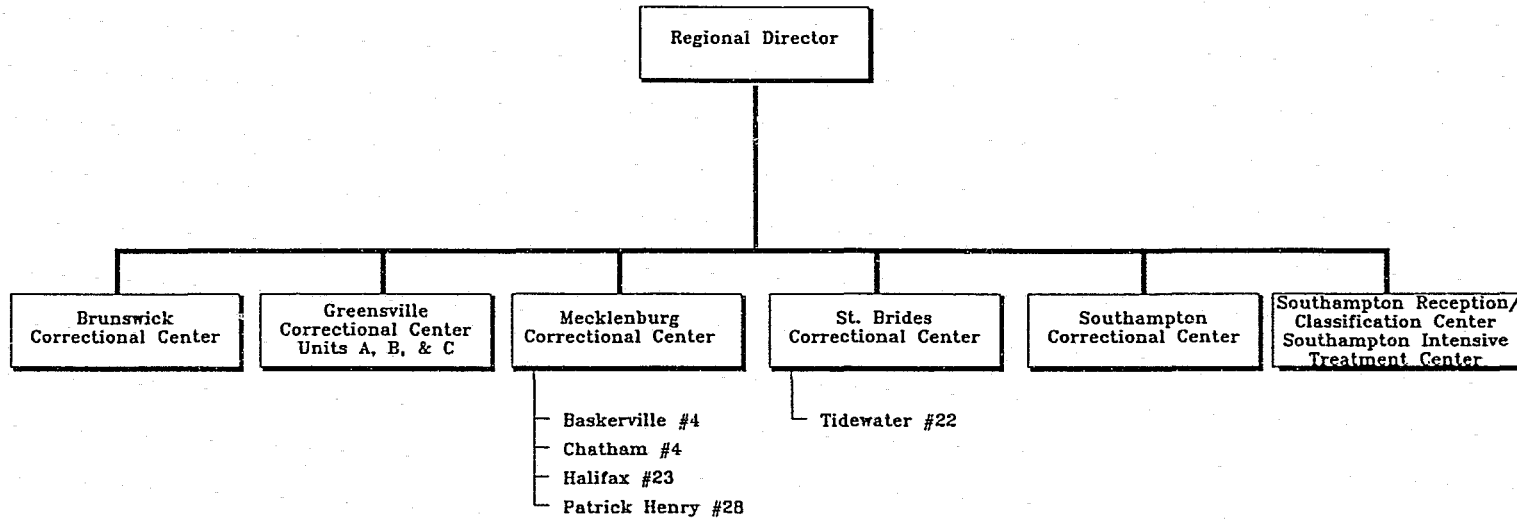 Regional Director
Brunswick
Correctional Center
Greensville
Correctional Center
Units A, B, & C
Mecklenburg
Correctional Center
St. Brides
Correctional Center
Southampton
Correctional Center
Southampton Reception/
Classification Center
Southampton Intensive
Treatment Center
Baskerville #4
Chatham #4
Halifax #23
Patrick Henry #28
Tidewater #22